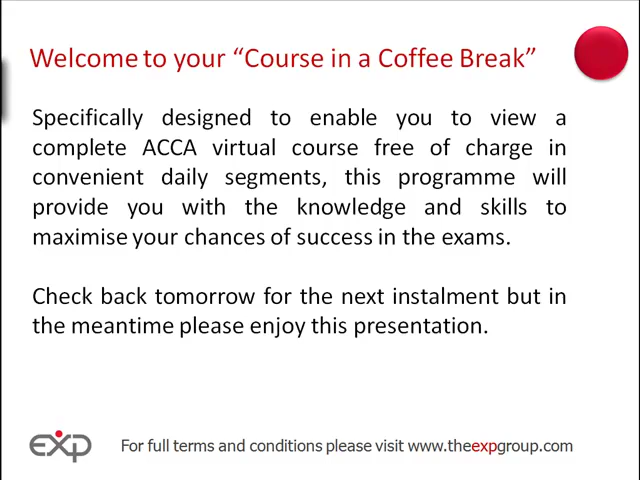 Welcome to your “Course in a Coffee Break”
Specifically designed to enable you to view a
complete ACCA virtual course free of charge in
convenient daily segments, this programme will
provide you with the knowledge and skills to
maximise your chances of success in the exams.
Check back tomorrow for the next instalment but in
the meantime please enjoy this presentation.
exp For full terms and conditions please visit www.theexpgroup.com